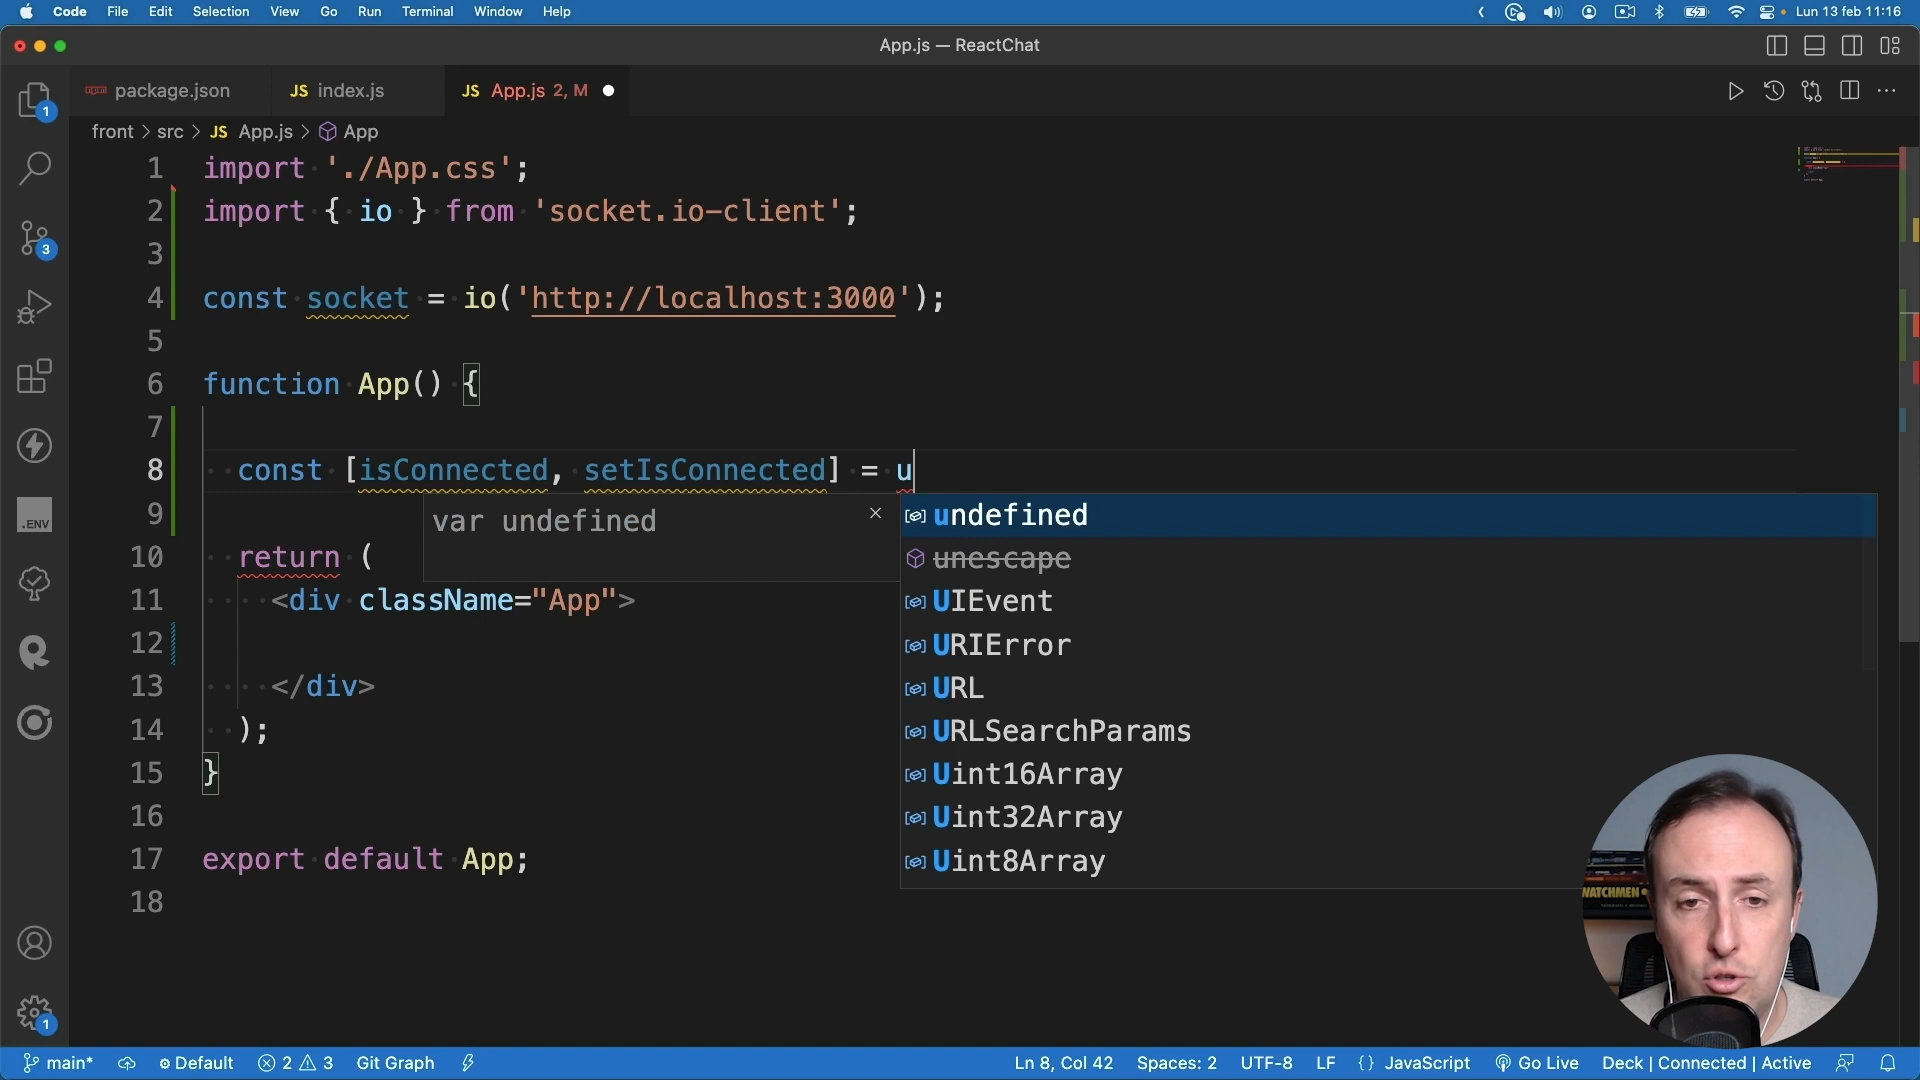 Code File Edit Selection View Go Run Terminal Window Help Lun 13 feb 11:16
App.js — ReactChat
package.json JS index.js JS App.js 2, M
front > src > JS App.js > App
1 import './App.css';
2 import { io } from 'socket.io-client';
3
4 const socket = io('http://localhost:3000');
5
6 function App() {
7
8 const [isConnected, setIsConnected] = u
9
var undefined
10 return (
11 <div className="App">
12
13 </div>
14 );
15 }
16
17 export default App;
18
undefined
unescape
UIEvent
URIError
URL
URLSearchParams
Uint16Array
Uint32Array
Uint8Array
1
3
.ENV
1
WATCHMEN
main* Default 2 3 Git Graph Ln 8, Col 42 Spaces: 2 UTF-8 LF {} JavaScript Go Live Deck | Connected | Active